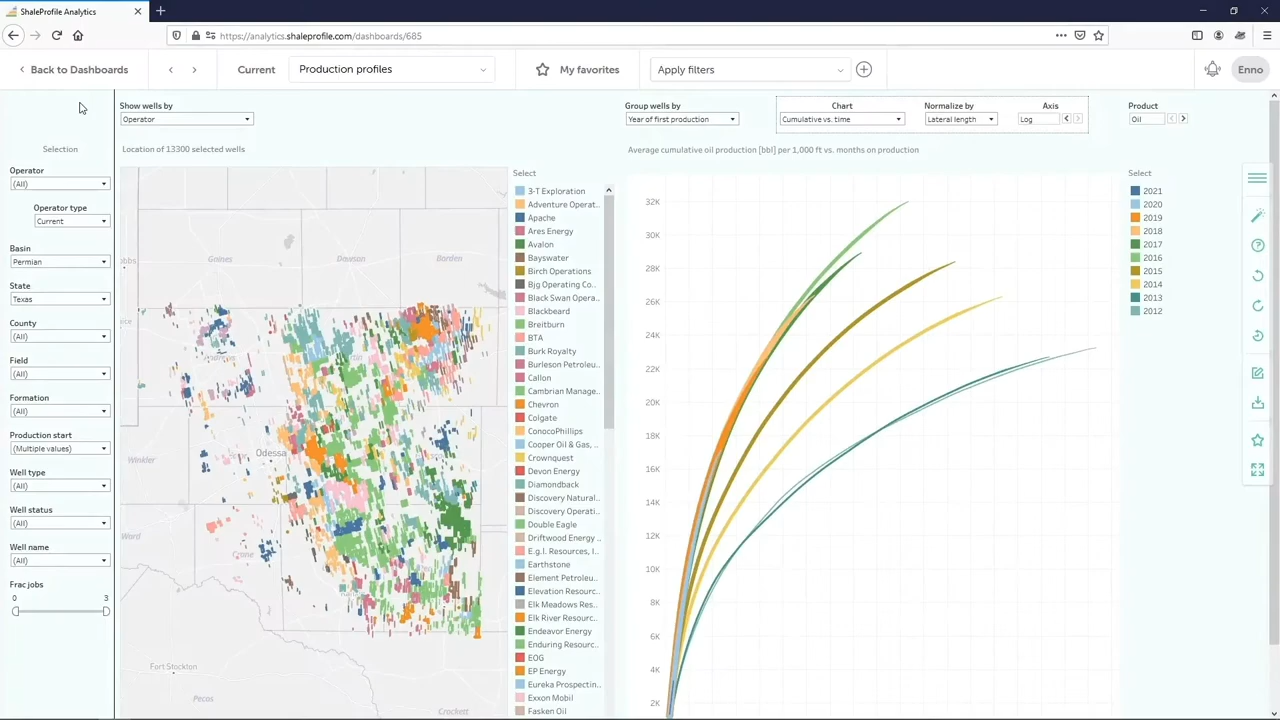 ShaleProfile Analytics
https://analytics.shaleprofile.com/dashboards/685
Back to Dashboards
Current
Production profiles
My favorites
Apply filters
Enno
Show wells by
Operator
Group wells by
Year of first production
Chart
Cumulative vs. time
Normalize by
Lateral length
Axis
Log
Product
Oil
Selection
Location of 13300 selected wells
Average cumulative oil production [bbl] per 1,000 ft vs. months on production
Operator
(All)
Operator type
Current
Basin
Permian
State
Texas
County
(All)
Field
(All)
Formation
(All)
Production start
(Multiple values)
Well type
(All)
Well status
(All)
Well name
(All)
Frac jobs
0 3
Gaines
Dawson
Borden
Odessa
Winkler
Ward
Crane
Fort Stockton
Pecos
Crockett
Select
3-T Exploration
Adventure Operat..
Apache
Ares Energy
Avalon
Bayswater
Birch Operations
Bjg Operating Co..
Black Swan Opera..
Blackbeard
Breitburn
BTA
Burk Royalty
Burleson Petroleu..
Callon
Cambrian Manage..
Chevron
Colgate
ConocoPhillips
Cooper Oil & Gas, ..
Crownquest
Devon Energy
Diamondback
Discovery Natural..
Discovery Operati..
Double Eagle
Driftwood Energy ..
E.g.l. Resources, I..
Earthstone
Element Petroleu..
Elevation Resourc..
Elk Meadows Res..
Elk River Resourc..
Endeavor Energy
Enduring Resourc..
EOG
EP Energy
Eureka Prospectin..
Exxon Mobil
Fasken Oil
32K
30K
28K
26K
24K
22K
20K
18K
16K
14K
12K
10K
8K
6K
4K
2K
Select
2021
2020
2019
2018
2017
2016
2015
2014
2013
2012